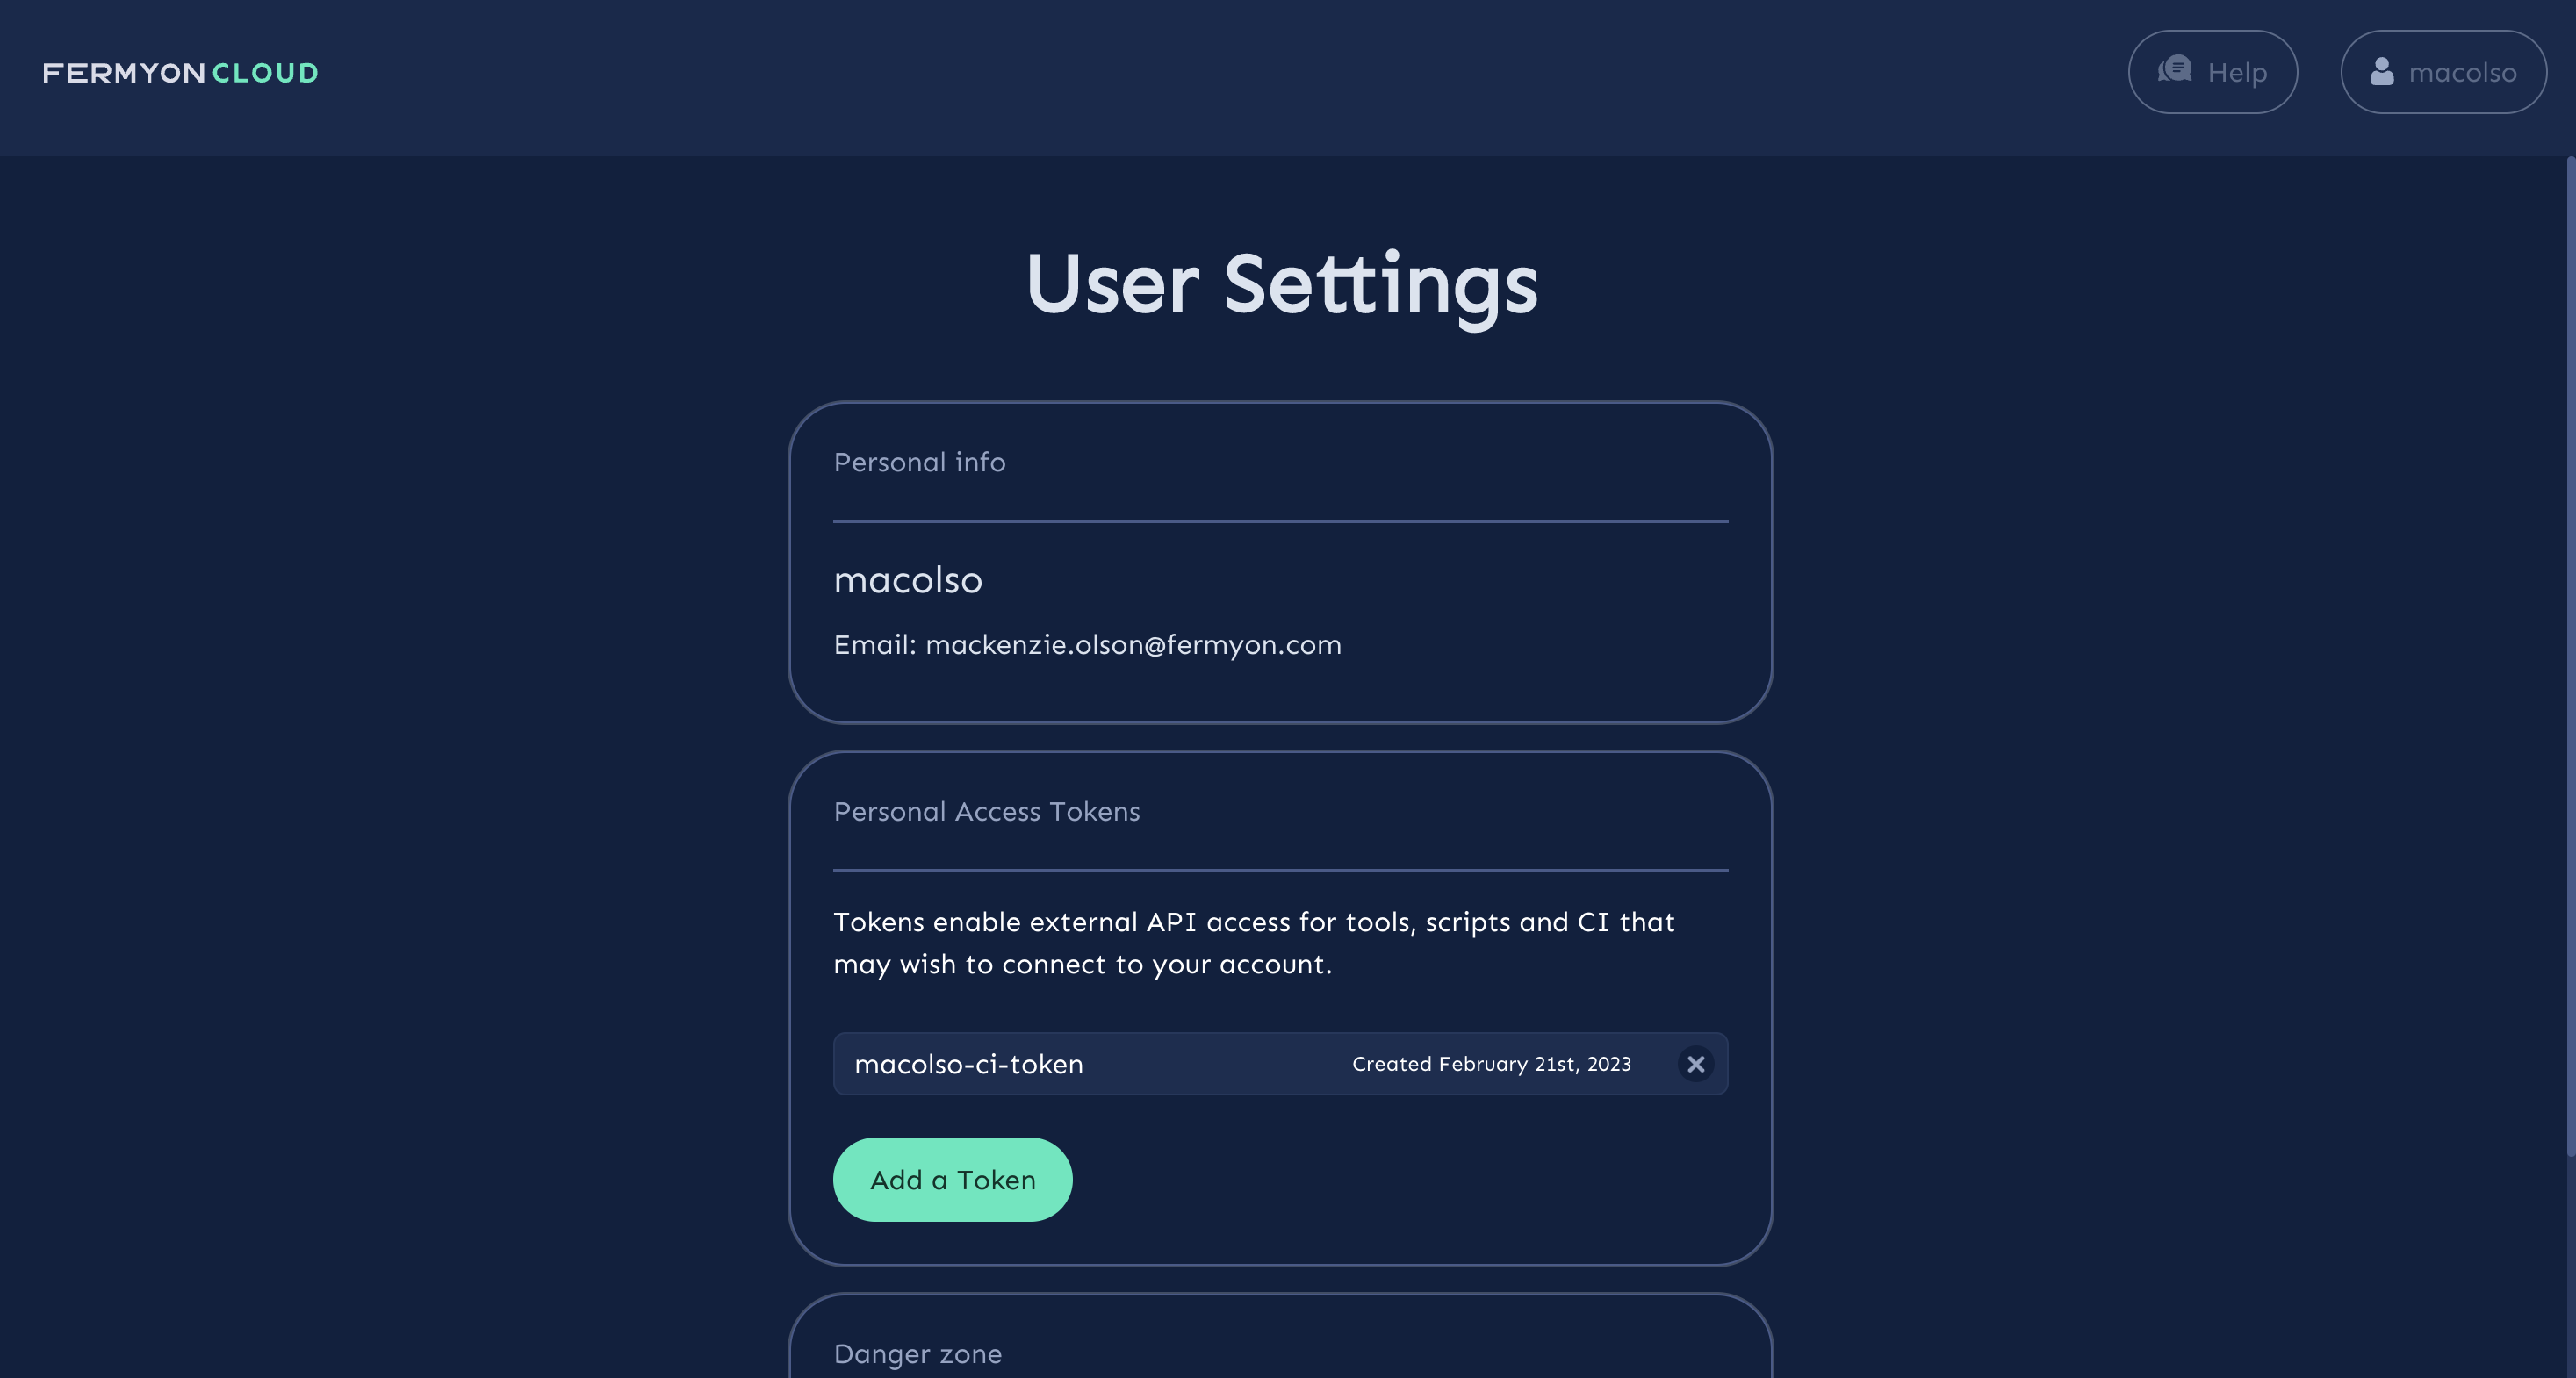 FERMYON CLOUD
Help
macolso
User Settings
Personal info
macolso
Email: mackenzie.olson@fermyon.com
Personal Access Tokens
Tokens enable external API access for tools, scripts and CI that
may wish to connect to your account.
macolso-ci-token Created February 21st, 2023
Add a Token
Danger zone